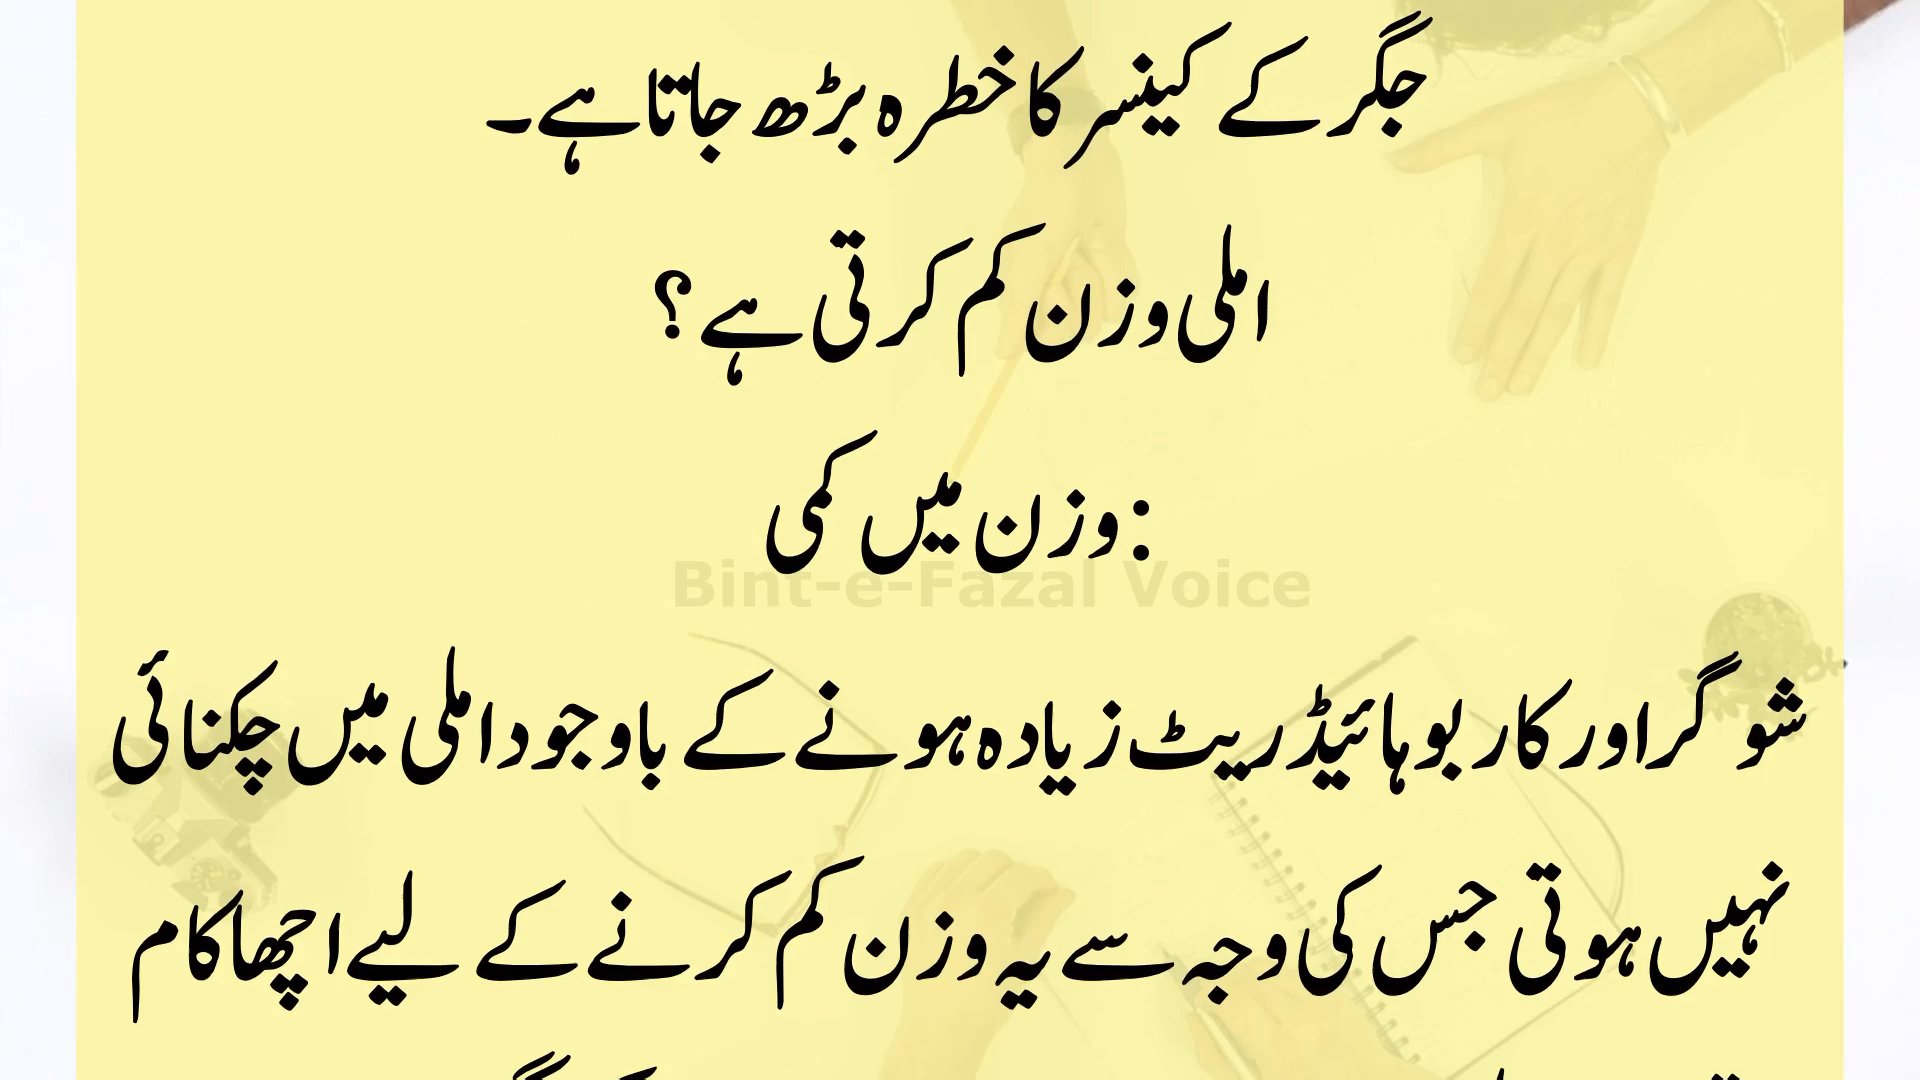 جگر کے کینسر کا خطرہ بڑھ جاتا ہے۔
املی وزن کم کرتی ہے؟
:وزن میں کمی
Bint-e-Fazal Voice
شوگر اور کاربوہائیڈریٹ زیادہ ہونے کے باوجود املی میں چکنائی
نہیں ہوتی جس کی وجہ سے یہ وزن کم کرنے کے لیے اچھا کام